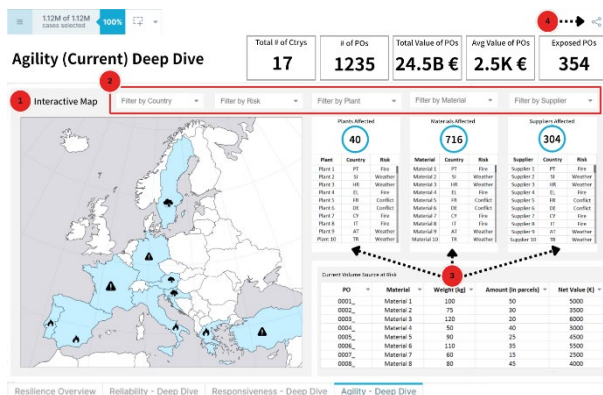 1.12M of 1.12M
cases selected
100%
4
Agility (Current) Deep Dive
Total # of Ctrys
17
# of POs
1235
Total Value of POs
24.5B €
Avg Value of POs
2.5K €
Exposed POs
354
2
1
Interactive Map
Filter by Country
Filter by Risk
Filter by Plant
Filter by Material
Filter by Supplier
Plants Affected
40
Plant Country Risk
Plant 1 PT Fire
Plant 2 SI Weather
Plant 3 HR Weather
Plant 4 EL Fire
Plant 5 FR Conflict
Plant 6 DE Conflict
Plant 7 CY Fire
Plant 8 IT Fire
Plant 9 AT Weather
Plant 10 TR Weather
Materials Affected
716
Material Country Risk
Material 1 PT Fire
Material 2 SI Weather
Material 3 HR Weather
Material 4 EL Fire
Material 5 FR Conflict
Material 6 DE Conflict
Material 7 CY Fire
Material 8 IT Fire
Material 9 AT Weather
Material 10 TR Weather
Suppliers Affected
304
Supplier Country Risk
Supplier 1 PT Fire
Supplier 2 SI Weather
Supplier 3 HR Weather
Supplier 4 EL Fire
Supplier 5 FR Conflict
Supplier 6 DE Conflict
Supplier 7 CY Fire
Supplier 8 IT Fire
Supplier 9 AT Weather
Supplier 10 TR Weather
3
Current Volume Source at Risk
PO Material Weight (kg) Amount (in parcels) Net Value (€)
0001_ Material 1 100 50 5000
0002_ Material 2 75 30 3500
0003_ Material 3 120 20 6000
0004_ Material 4 50 40 3000
0005_ Material 5 90 25 4500
0006_ Material 6 110 35 5500
0007_ Material 7 60 15 2500
0008_ Material 8 80 45 4000
Resilience Overview
Reliability - Deep Dive
Responsiveness - Deep Dive
Agility - Deep Dive